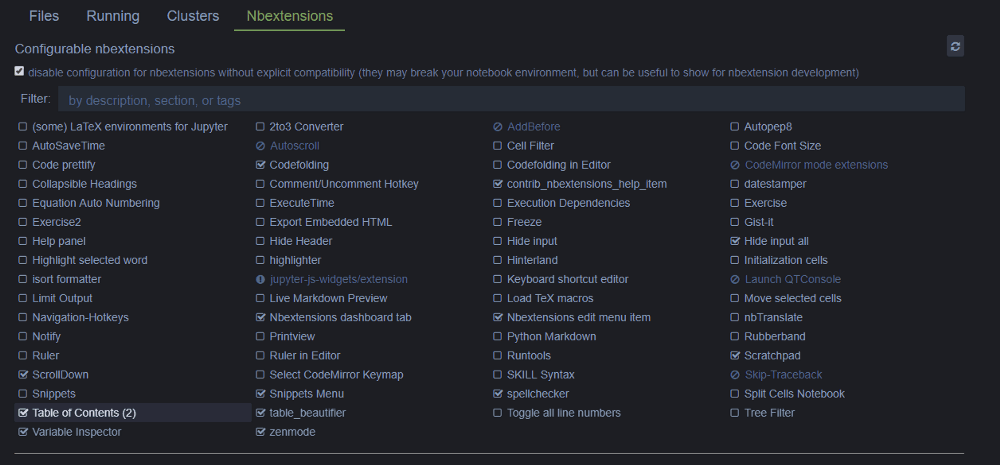 Files Running Clusters Nbextensions
Configurable nbextensions
disable configuration for nbextensions without explicit compatibility (they may break your notebook environment, but can be useful to show for nbextension development)
Filter: by description, section, or tags
(some) LaTeX environments for Jupyter 2to3 Converter AddBefore Autopep8
AutoSaveTime Autoscroll Cell Filter Code Font Size
Code prettify Codefolding Codefolding in Editor CodeMirror mode extensions
Collapsible Headings Comment/Uncomment Hotkey contrib_nbextensions_help_item datestamper
Equation Auto Numbering ExecuteTime Execution Dependencies Exercise
Exercise2 Export Embedded HTML Freeze Gist-it
Help panel Hide Header Hide input Hide input all
Highlight selected word highlighter Hinterland Initialization cells
isort formatter jupyter-js-widgets/extension Keyboard shortcut editor Launch QTConsole
Limit Output Live Markdown Preview Load TeX macros Move selected cells
Navigation-Hotkeys Nbextensions dashboard tab Nbextensions edit menu item nbTranslate
Notify Printview Python Markdown Rubberband
Ruler Ruler in Editor Runtools Scratchpad
ScrollDown Select CodeMirror Keymap SKILL Syntax Skip-Traceback
Snippets Snippets Menu spellchecker Split Cells Notebook
Table of Contents (2) table_beautifier Toggle all line numbers Tree Filter
Variable Inspector zenmode